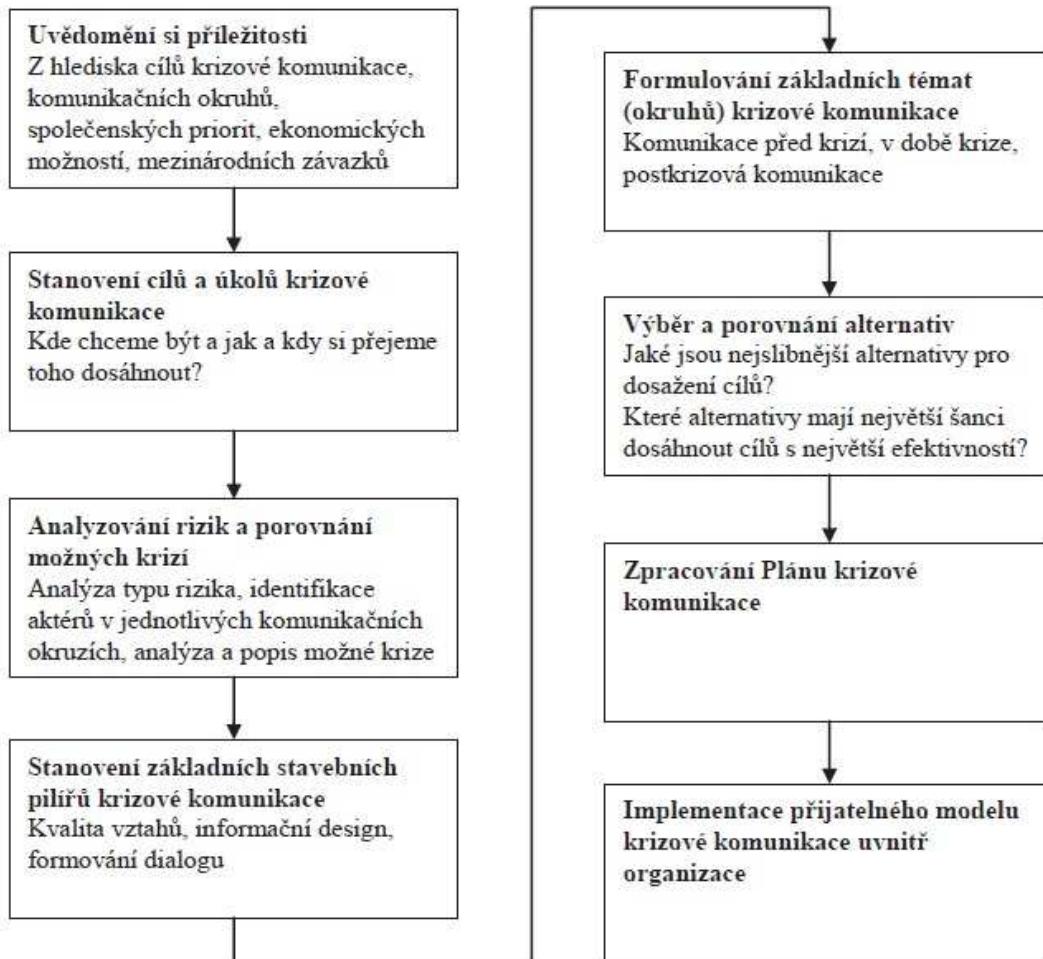 Uvědomění si příležitosti
Z hlediska cílů krizové komunikace,
komunikačních okruhů,
společenských priorit, ekonomických
možností, mezinárodních závazků
Stanovení cílů a úkolů krizové
komunikace
Kde chceme být a jak a kdy si přejeme
toho dosáhnout?
Analyzování rizik a porovnání
možných krizí
Analýza typu rizika, identifikace
aktérů v jednotlivých komunikačních
okruzích, analýza a popis možné krize
Stanovení základních stavebních
pilířů krizové komunikace
Kvalita vztahů, informační design,
formování dialogu
Formulování základních témat
(okruhů) krizové komunikace
Komunikace před krizí, v době krize,
postkrizová komunikace
Výběr a porovnání alternativ
Jaké jsou nejslibnější alternativy pro
dosažení cílů?
Které alternativy mají největší šanci
dosáhnout cílů s největší efektivností?
Zpracování Plánu krizové
komunikace
Implementace přijatelného modelu
krizové komunikace uvnitř
organizace